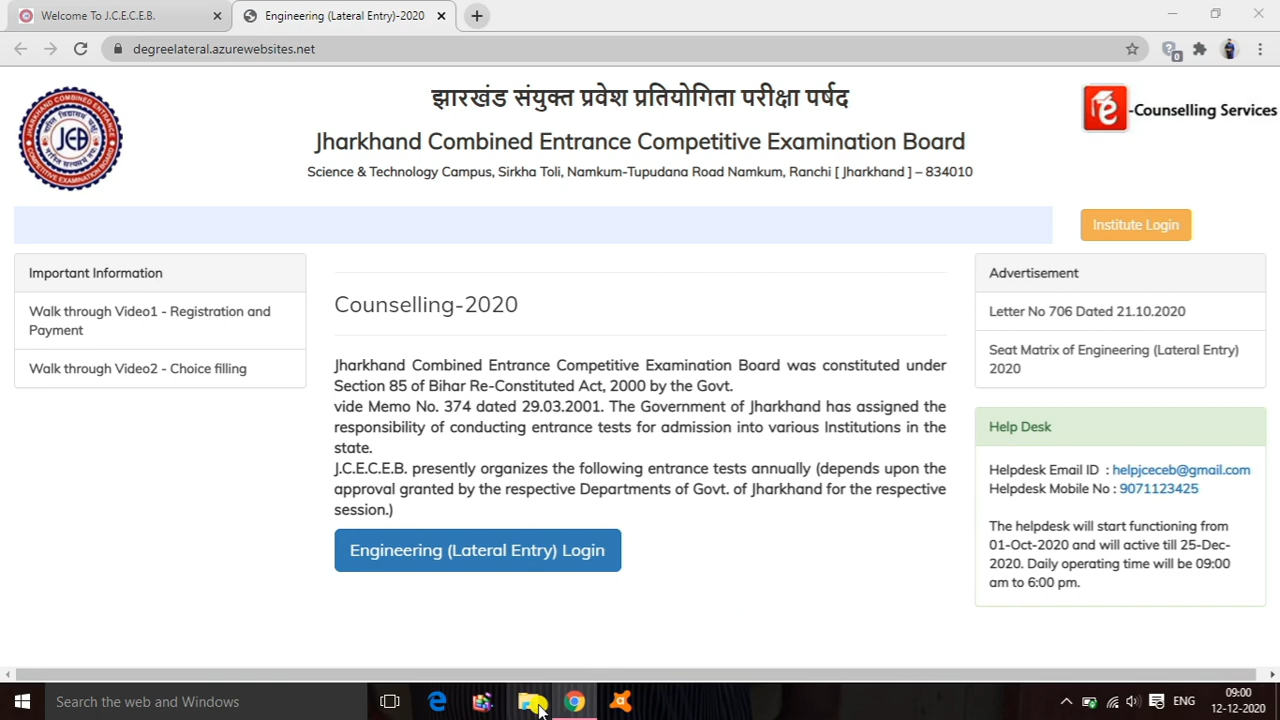 Welcome To J.C.E.C.E.B.
Engineering (Lateral Entry)-2020
degreelateral.azurewebsites.net
0
झारखंड संयुक्त प्रवेश प्रतियोगिता परीक्षा पर्षद
Jharkhand Combined Entrance Competitive Examination Board
Science & Technology Campus, Sirkha Toli, Namkum-Tupudana Road Namkum, Ranchi [ Jharkhand ] – 834010
JCEB
e-Counselling Services
Institute Login
Important Information
Walk through Video1 - Registration and
Payment
Walk through Video2 - Choice filling
Counselling-2020
Jharkhand Combined Entrance Competitive Examination Board was constituted under
Section 85 of Bihar Re-Constituted Act, 2000 by the Govt.
vide Memo No. 374 dated 29.03.2001. The Government of Jharkhand has assigned the
responsibility of conducting entrance tests for admission into various Institutions in the
state.
J.C.E.C.E.B. presently organizes the following entrance tests annually (depends upon the
approval granted by the respective Departments of Govt. of Jharkhand for the respective
session.)
Engineering (Lateral Entry) Login
Advertisement
Letter No 706 Dated 21.10.2020
Seat Matrix of Engineering (Lateral Entry)
2020
Help Desk
Helpdesk Email ID : helpjceceb@gmail.com
Helpdesk Mobile No : 9071123425
The helpdesk will start functioning from
01-Oct-2020 and will active till 25-Dec-
2020. Daily operating time will be 09:00
am to 6:00 pm.
Search the web and Windows
ENG
09:00
12-12-2020